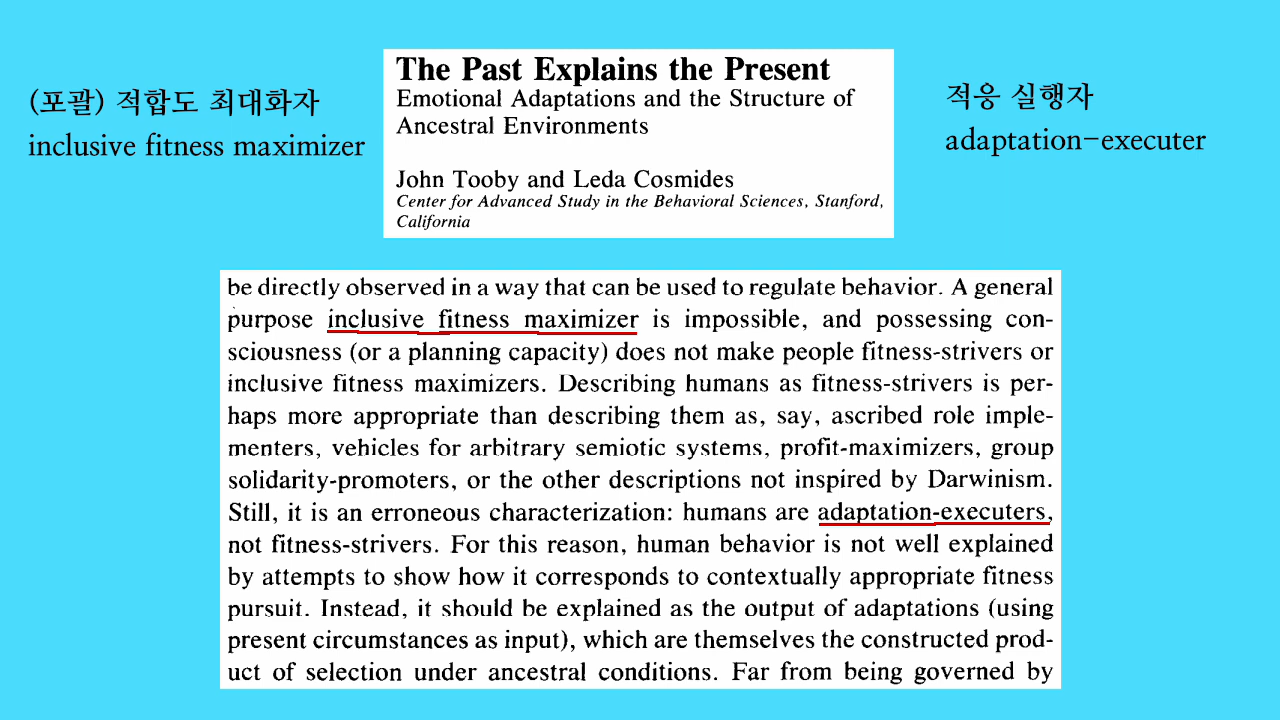 (포괄) 적합도 최대화자
inclusive fitness maximizer
The Past Explains the Present
Emotional Adaptations and the Structure of
Ancestral Environments
John Tooby and Leda Cosmides
Center for Advanced Study in the Behavioral Sciences, Stanford,
California
적응 실행자
adaptation-executer
be directly observed in a way that can be used to regulate behavior. A general
purpose inclusive fitness maximizer is impossible, and possessing con-
sciousness (or a planning capacity) does not make people fitness-strivers or
inclusive fitness maximizers. Describing humans as fitness-strivers is per-
haps more appropriate than describing them as, say, ascribed role imple-
menters, vehicles for arbitrary semiotic systems, profit-maximizers, group
solidarity-promoters, or the other descriptions not inspired by Darwinism.
Still, it is an erroneous characterization: humans are adaptation-executers,
not fitness-strivers. For this reason, human behavior is not well explained
by attempts to show how it corresponds to contextually appropriate fitness
pursuit. Instead, it should be explained as the output of adaptations (using
present circumstances as input), which are themselves the constructed prod-
uct of selection under ancestral conditions. Far from being governed by